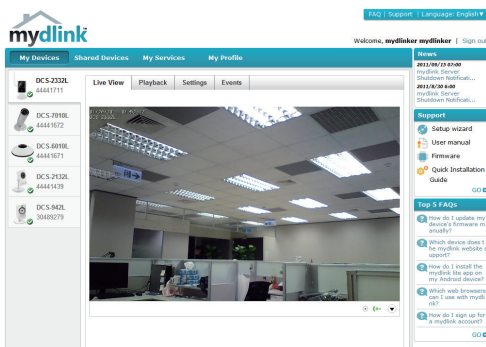 FAQ | Support | Language: English▼
mydlink
Welcome, mydlinker mydlinker | Sign out
My Devices Shared Devices My Services My Profile
DCS-2332L
44441711
DCS-7010L
44441672
DCS-6010L
44441671
DCS-2132L
44441439
DCS-942L
30489279
Live View Playback Settings Events
News
2011/09/15 07:00
mydlink Server
Shutdown Notificati...
2011/8/30 6:00
mydlink Server
Shutdown Notificati...
Support
Setup wizard
User manual
Firmware
Quick Installation
Guide
GO
Top 5 FAQs
How do I update my
device's firmware m
anually?
Which device does t
he mydlink website s
upport?
How do I install the
mydlink lite app on
my Android device?
Which web browsers
can I use with mydli
nk?
How do I sign up for
a mydlink account?
GO